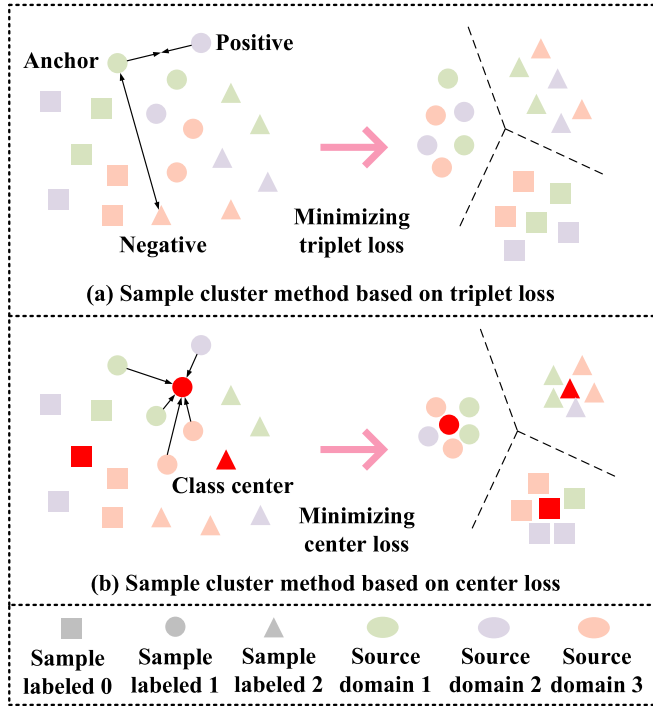 Positive
Anchor
Negative
Minimizing
triplet loss
(a) Sample cluster method based on triplet loss
Class center
Minimizing
center loss
(b) Sample cluster method based on center loss
Sample
labeled 0
Sample
labeled 1
Sample
labeled 2
Source
domain 1
Source
domain 2
Source
domain 3